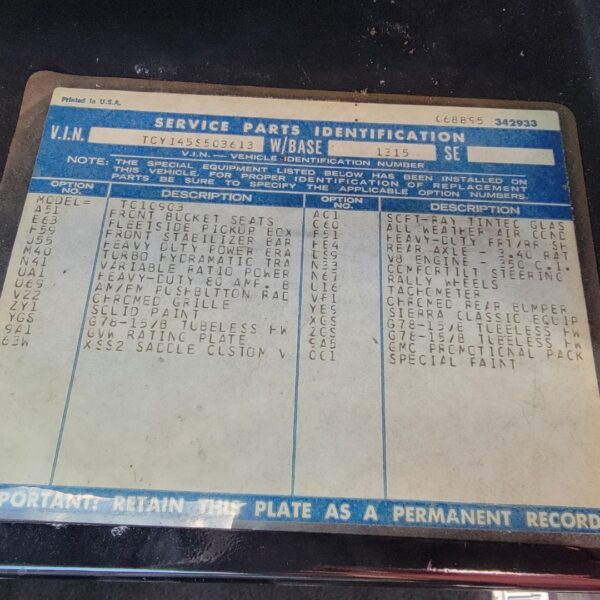 Printed in U.S.A.
C68895 342933
SERVICE PARTS IDENTIFICATION
V.I.N. TCY145S503613 W/BASE 1315 SE
V.I.N. — VEHICLE IDENTIFICATION NUMBER
NOTE: THE SPECIAL EQUIPMENT LISTED BELOW HAS BEEN INSTALLED ON
THIS VEHICLE. FOR PROPER IDENTIFICATION OF REPLACEMENT
PARTS BE SURE TO SPECIFY THE APPLICABLE OPTION NUMBERS.
OPTION NO. DESCRIPTION
MODEL= TC10903
A51 FRONT BUCKET SEATS
E63 FLEETSIDE PICKUP BOX
F59 FRONT STABILIZER BAR
J55 HEAVY DUTY POWER BRA
M40 TURBO HYDRAMATIC TRA
N41 VARIABLE RATIO POWER
UA1 HEAVY-DUTY 80 AMP. B
U69 AM/FM PUSHBUTTON RAD
V22 CHROMED GRILLE
ZY1 SOLID PAINT
YGS G78-15/B TUBELESS FW
9A1 GVW RATING PLATE
63W XSS2 SADDLE CUSTOM V
OPTION NO. DESCRIPTION
AO1 SOFT-RAY TINTED GLAS
C60 ALL WEATHER AIR COND
F51 HEAVY-DUTY FRT/RR SH
HE4 REAR AXLE - 3.40 RAT
LS9 V8 ENGINE - 350 C.I.
N33 COMFORTILT STEERING
N67 RALLY WHEELS
U16 TACHOMETER
VF1 CHROMED REAR BUMPER
YE9 SIERRA CLASSIC EQUIP
XGS G78-15/B TUBELESS FW
ZGS G78-15/B TUBELESS FW
9A5 GMC PROMOTIONAL PACK
CC1 SPECIAL PAINT
PORTANT: RETAIN THIS PLATE AS A PERMANENT RECORD